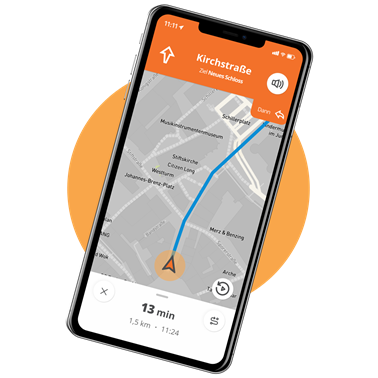 11:11
Kirchstraße
Ziel Neues Schloss
Dann
Schillerplatz
Musikinstrumentenmuseum
Stiftskirche
Citizen Long
Westturm
Johannes-Brenz-Platz
Merz & Benzing
Arche
13 min
1,5 km • 11:24